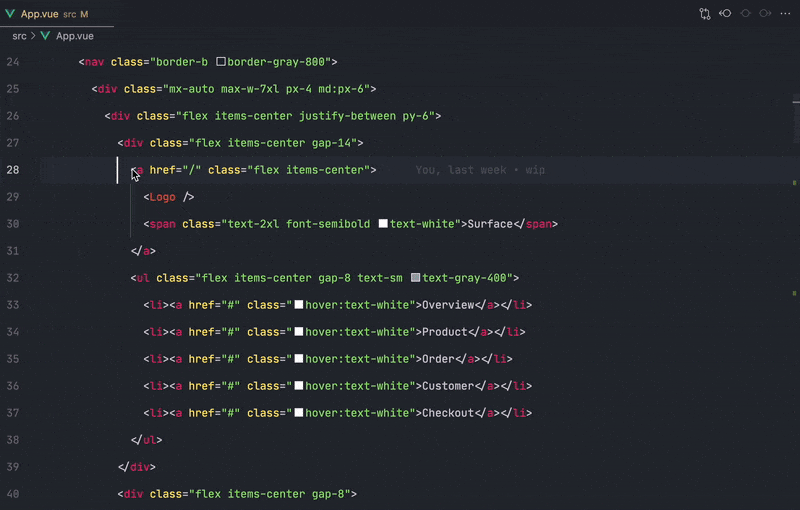 App.vue src M
src > App.vue
24 <nav class="border-b border-gray-800">
25 <div class="mx-auto max-w-7xl px-4 md:px-6">
26 <div class="flex items-center justify-between py-6">
27 <div class="flex items-center gap-14">
28 <a href="/" class="flex items-center"> You, last week • wip
29 <Logo />
30 <span class="text-2xl font-semibold text-white">Surface</span>
31 </a>
32 <ul class="flex items-center gap-8 text-sm text-gray-400">
33 <li><a href="#" class="hover:text-white">Overview</a></li>
34 <li><a href="#" class="hover:text-white">Product</a></li>
35 <li><a href="#" class="hover:text-white">Order</a></li>
36 <li><a href="#" class="hover:text-white">Customer</a></li>
37 <li><a href="#" class="hover:text-white">Checkout</a></li>
38 </ul>
39 </div>
40 <div class="flex items-center gap-8">